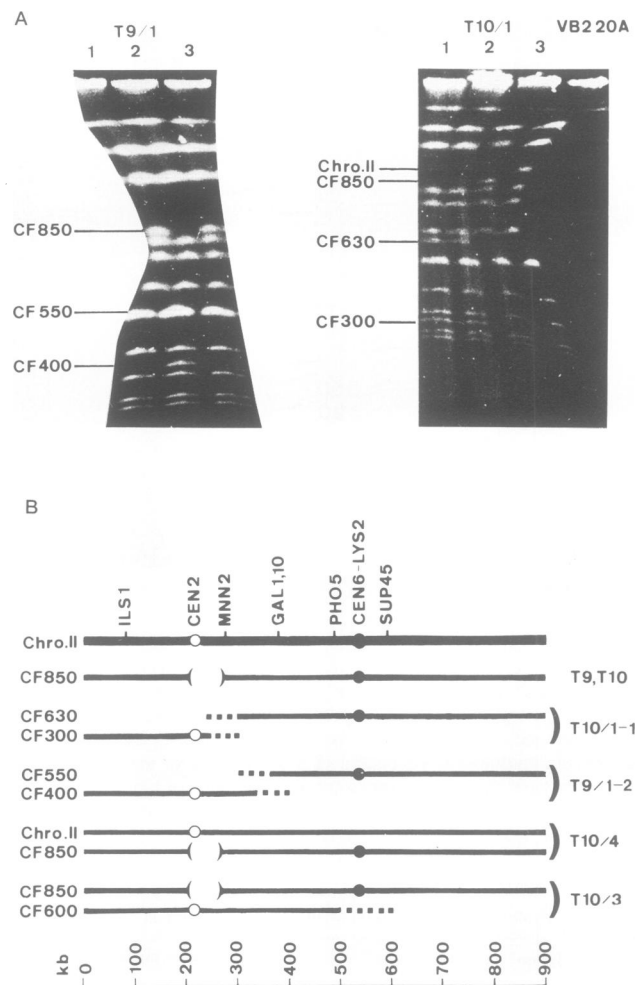 A
T9/1
1 2 3
CF850
CF550
CF400
T10/1 VB220A
1 2 3
Chro.II
CF850
CF630
CF300
B
ILS1
CEN2
MNN2
GAL1,10
PHO5
CEN6-LYS2
SUP45
Chro.II
CF850 T9,T10
CF630
CF300
T10/1-1
CF550
CF400
T9/1-2
Chro.II
CF850
T10/4
CF850
CF600
T10/3
kb 0 100 200 300 400 500 600 700 800 900